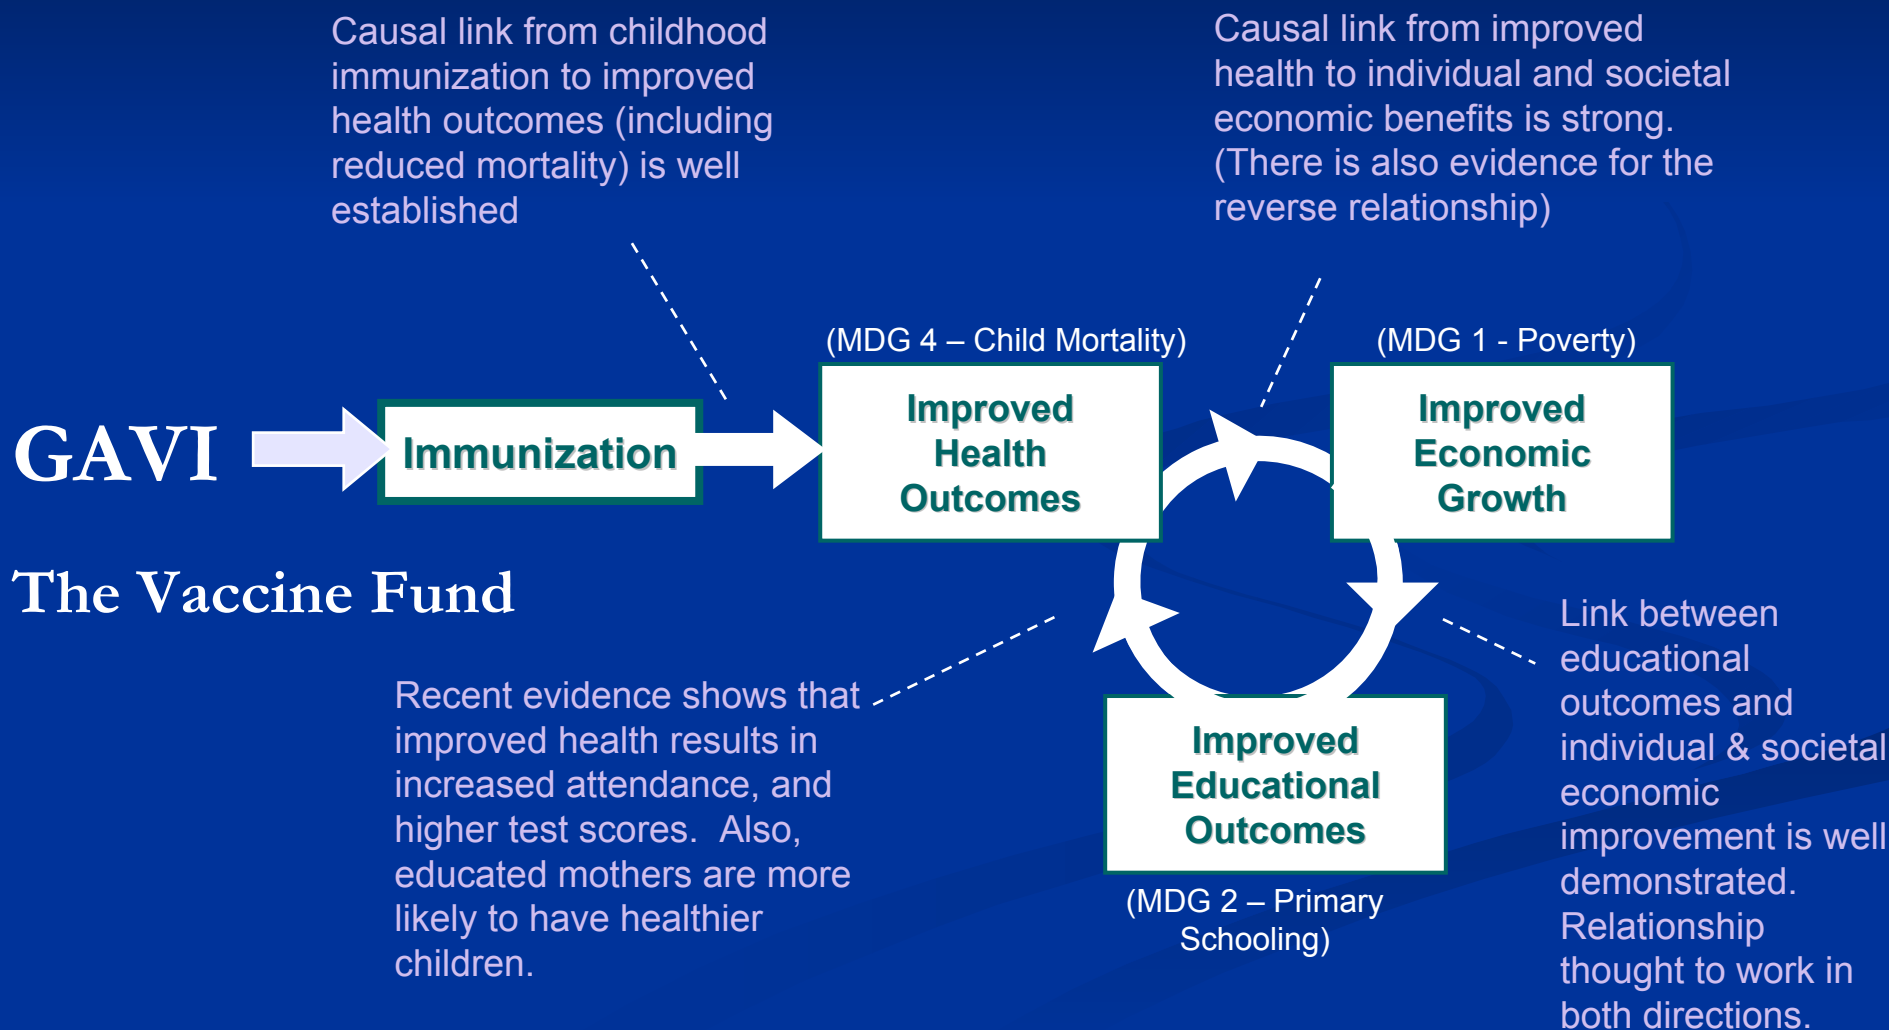 Causal link from childhood
immunization to improved
health outcomes (including
reduced mortality) is well
established
Causal link from improved
health to individual and societal
economic benefits is strong.
(There is also evidence for the
reverse relationship)
(MDG 4 – Child Mortality)
(MDG 1 - Poverty)
GAVI
Immunization
Improved
Health
Outcomes
Improved
Economic
Growth
The Vaccine Fund
Recent evidence shows that
improved health results in
increased attendance, and
higher test scores.  Also,
educated mothers are more
likely to have healthier
children.
Improved
Educational
Outcomes
(MDG 2 – Primary
Schooling)
Link between
educational
outcomes and
individual & societal
economic
improvement is well
demonstrated.
Relationship
thought to work in
both directions.